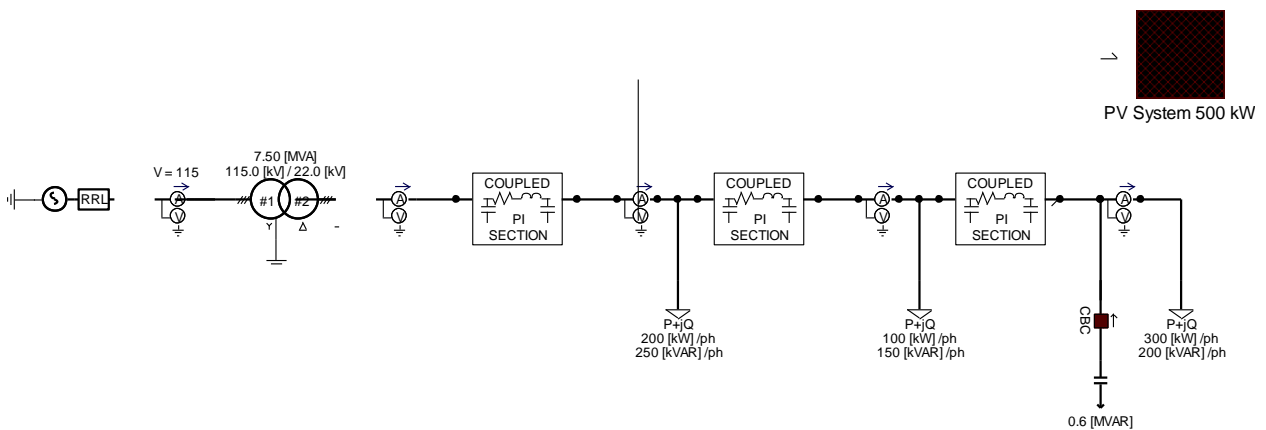 PV System 500 kW
7.50 [MVA]
115.0 [kV] / 22.0 [kV]
V = 115
RRL
A
V
#1
#2
Y
Δ
-
A
V
COUPLED
PI
SECTION
A
V
COUPLED
PI
SECTION
A
V
COUPLED
PI
SECTION
A
V
P+jQ
200 [kW] /ph
250 [kVAR] /ph
P+jQ
100 [kW] /ph
150 [kVAR] /ph
CBC
P+jQ
300 [kW] /ph
200 [kVAR] /ph
0.6 [MVAR]